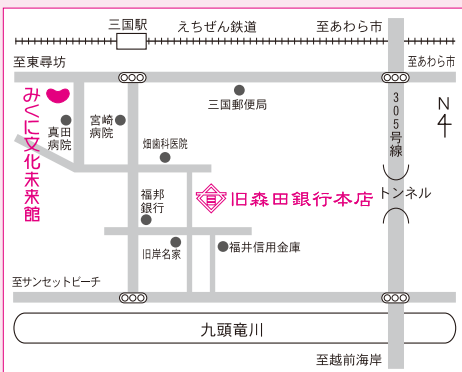 三国駅
えちぜん鉄道
至あわら市
至東尋坊
至あわら市
三国郵便局
みくに文化未来館
真田
病院
宮崎
病院
畑歯科医院
305号線
N
4
福邦
銀行
旧森田銀行本店
トンネル
旧岸名家
福井信用金庫
至サンセットビーチ
九頭竜川
至越前海岸